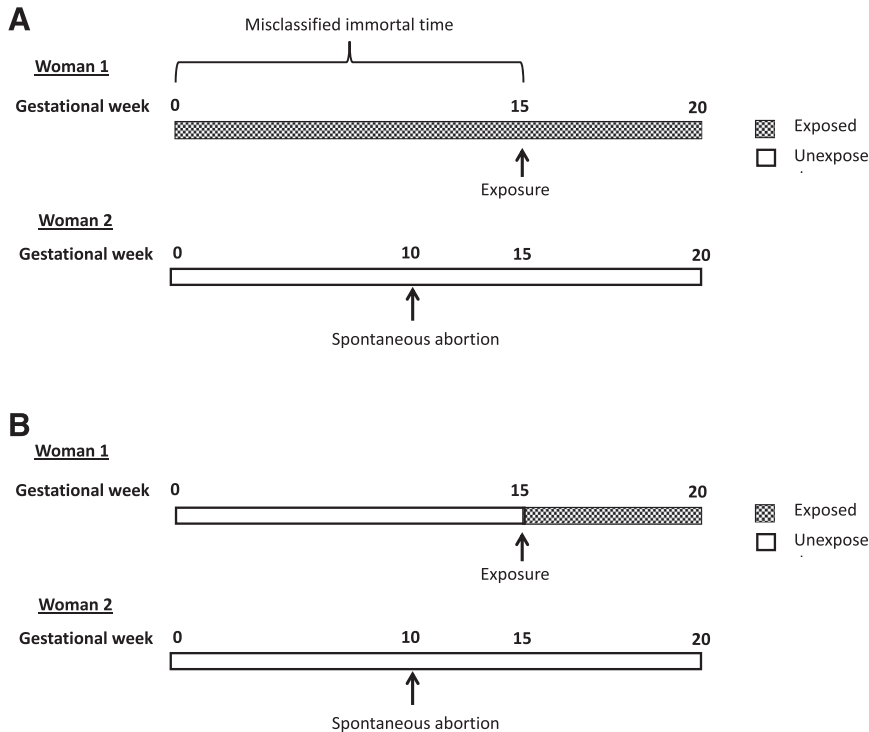 A
Misclassified immortal time
Woman 1
Gestational week 0 15 20
Exposed
Unexpose
Exposure
Woman 2
Gestational week 0 10 15 20
Spontaneous abortion
B
Woman 1
Gestational week 0 15 20
Exposed
Unexpose
Exposure
Woman 2
Gestational week 0 10 15 20
Spontaneous abortion